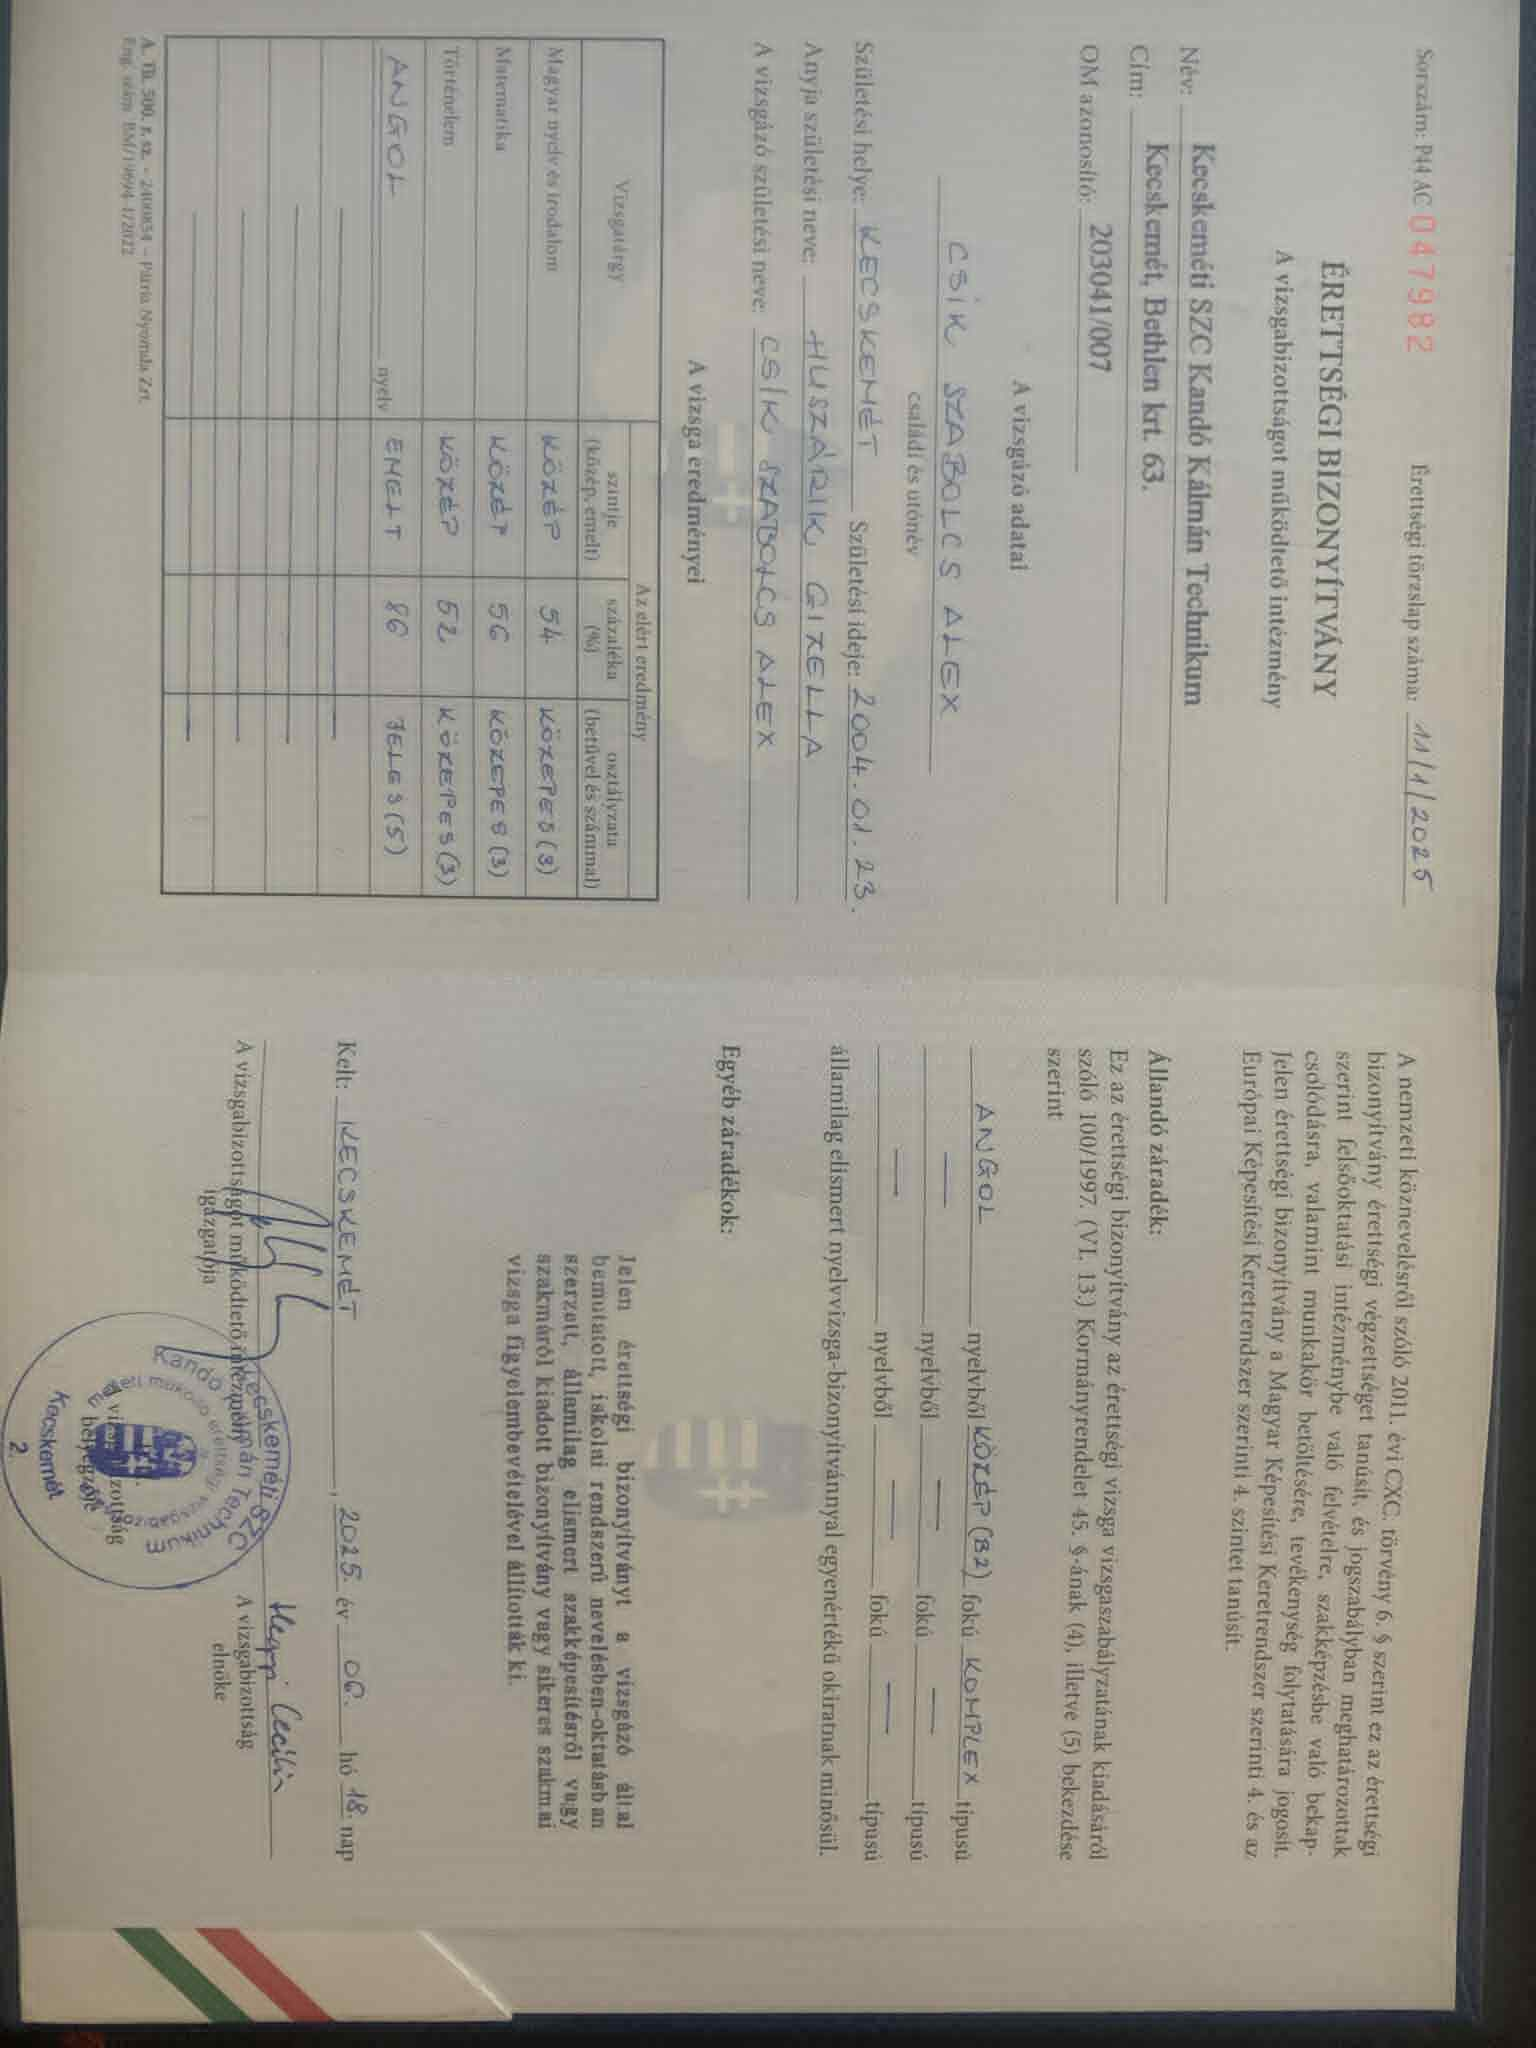 Sorszám: P44 AC 047982
Érettségi törzslap száma: 11/1/2025
ÉRETTSÉGI BIZONYÍTVÁNY
A vizsgabizottságot működtető intézmény
Név: Kecskeméti SZC Kandó Kálmán Technikum
Cím: Kecskemét, Bethlen krt. 63.
OM azonosító: 203041/007
A vizsgázó adatai
CSÍK SZABOLCS ALEX
családi és utónév
Születési helye: KECSKEMÉT Születési ideje: 2004.01.23.
Anyja születési neve: HUSZÁRIK GIZELLA
A vizsgázó születési neve: CSÍK SZABOLCS ALEX
A vizsga eredményei
Vizsgatárgy
Az elért eredmény
szintje (közép, emelt)
százaléka (%)
osztályzata (betűvel és számmal)
Magyar nyelv és irodalom KÖZÉP 54 KÖZEPES (3)
Matematika KÖZÉP 56 KÖZEPES (3)
Történelem KÖZÉP 52 KÖZEPES (3)
ANGOL nyelv EMELT 86 JELES (5)
A. Tü. 500. r. sz. - 2400834 - Pátria Nyomda Zrt.
Eng. szám: BM/19694-1/2022
A nemzeti köznevelésről szóló 2011. évi CXC. törvény 6. § szerint ez az érettségi
bizonyítvány érettségi végzettséget tanúsít, és jogszabályban meghatározottak
szerint felsőoktatási intézménybe való felvételre, szakképzésbe való bekap-
csolódásra, valamint munkakör betöltésére, tevékenység folytatására jogosít.
Jelen érettségi bizonyítvány a Magyar Képesítési Keretrendszer szerinti 4. és az
Európai Képesítési Keretrendszer szerinti 4. szintet tanúsít.
Állandó záradék:
Ez az érettségi bizonyítvány az érettségi vizsga vizsgaszabályzatának kiadásáról
szóló 100/1997. (VI. 13.) Kormányrendelet 45. §-ának (4), illetve (5) bekezdése
szerint
ANGOL nyelvből KÖZÉP (B2) fokú KOMPLEX típusú
— nyelvből — fokú — típusú
— nyelvből — fokú — típusú
államilag elismert nyelvvizsga-bizonyítvánnyal egyenértékű okiratnak minősül.
Egyéb záradékok:
Jelen érettségi bizonyítványt a vizsgázó által
bemutatott, iskolai rendszerű nevelésben-oktatásban
szerzett, államilag elismert szakképesítésről vagy
szakmáról kiadott bizonyítvány vagy sikeres szakmai
vizsga figyelembevételével állították ki.
Kelt: KECSKEMÉT, 2025. év 06. hó 18. nap
A vizsgabizottságot működtető intézmény
igazgatója
A vizsgabizottság
bélyegzője
A vizsgabizottság
elnöke
Kecskeméti SZC
Kandó Kálmán Technikum
Kecskemét
2.